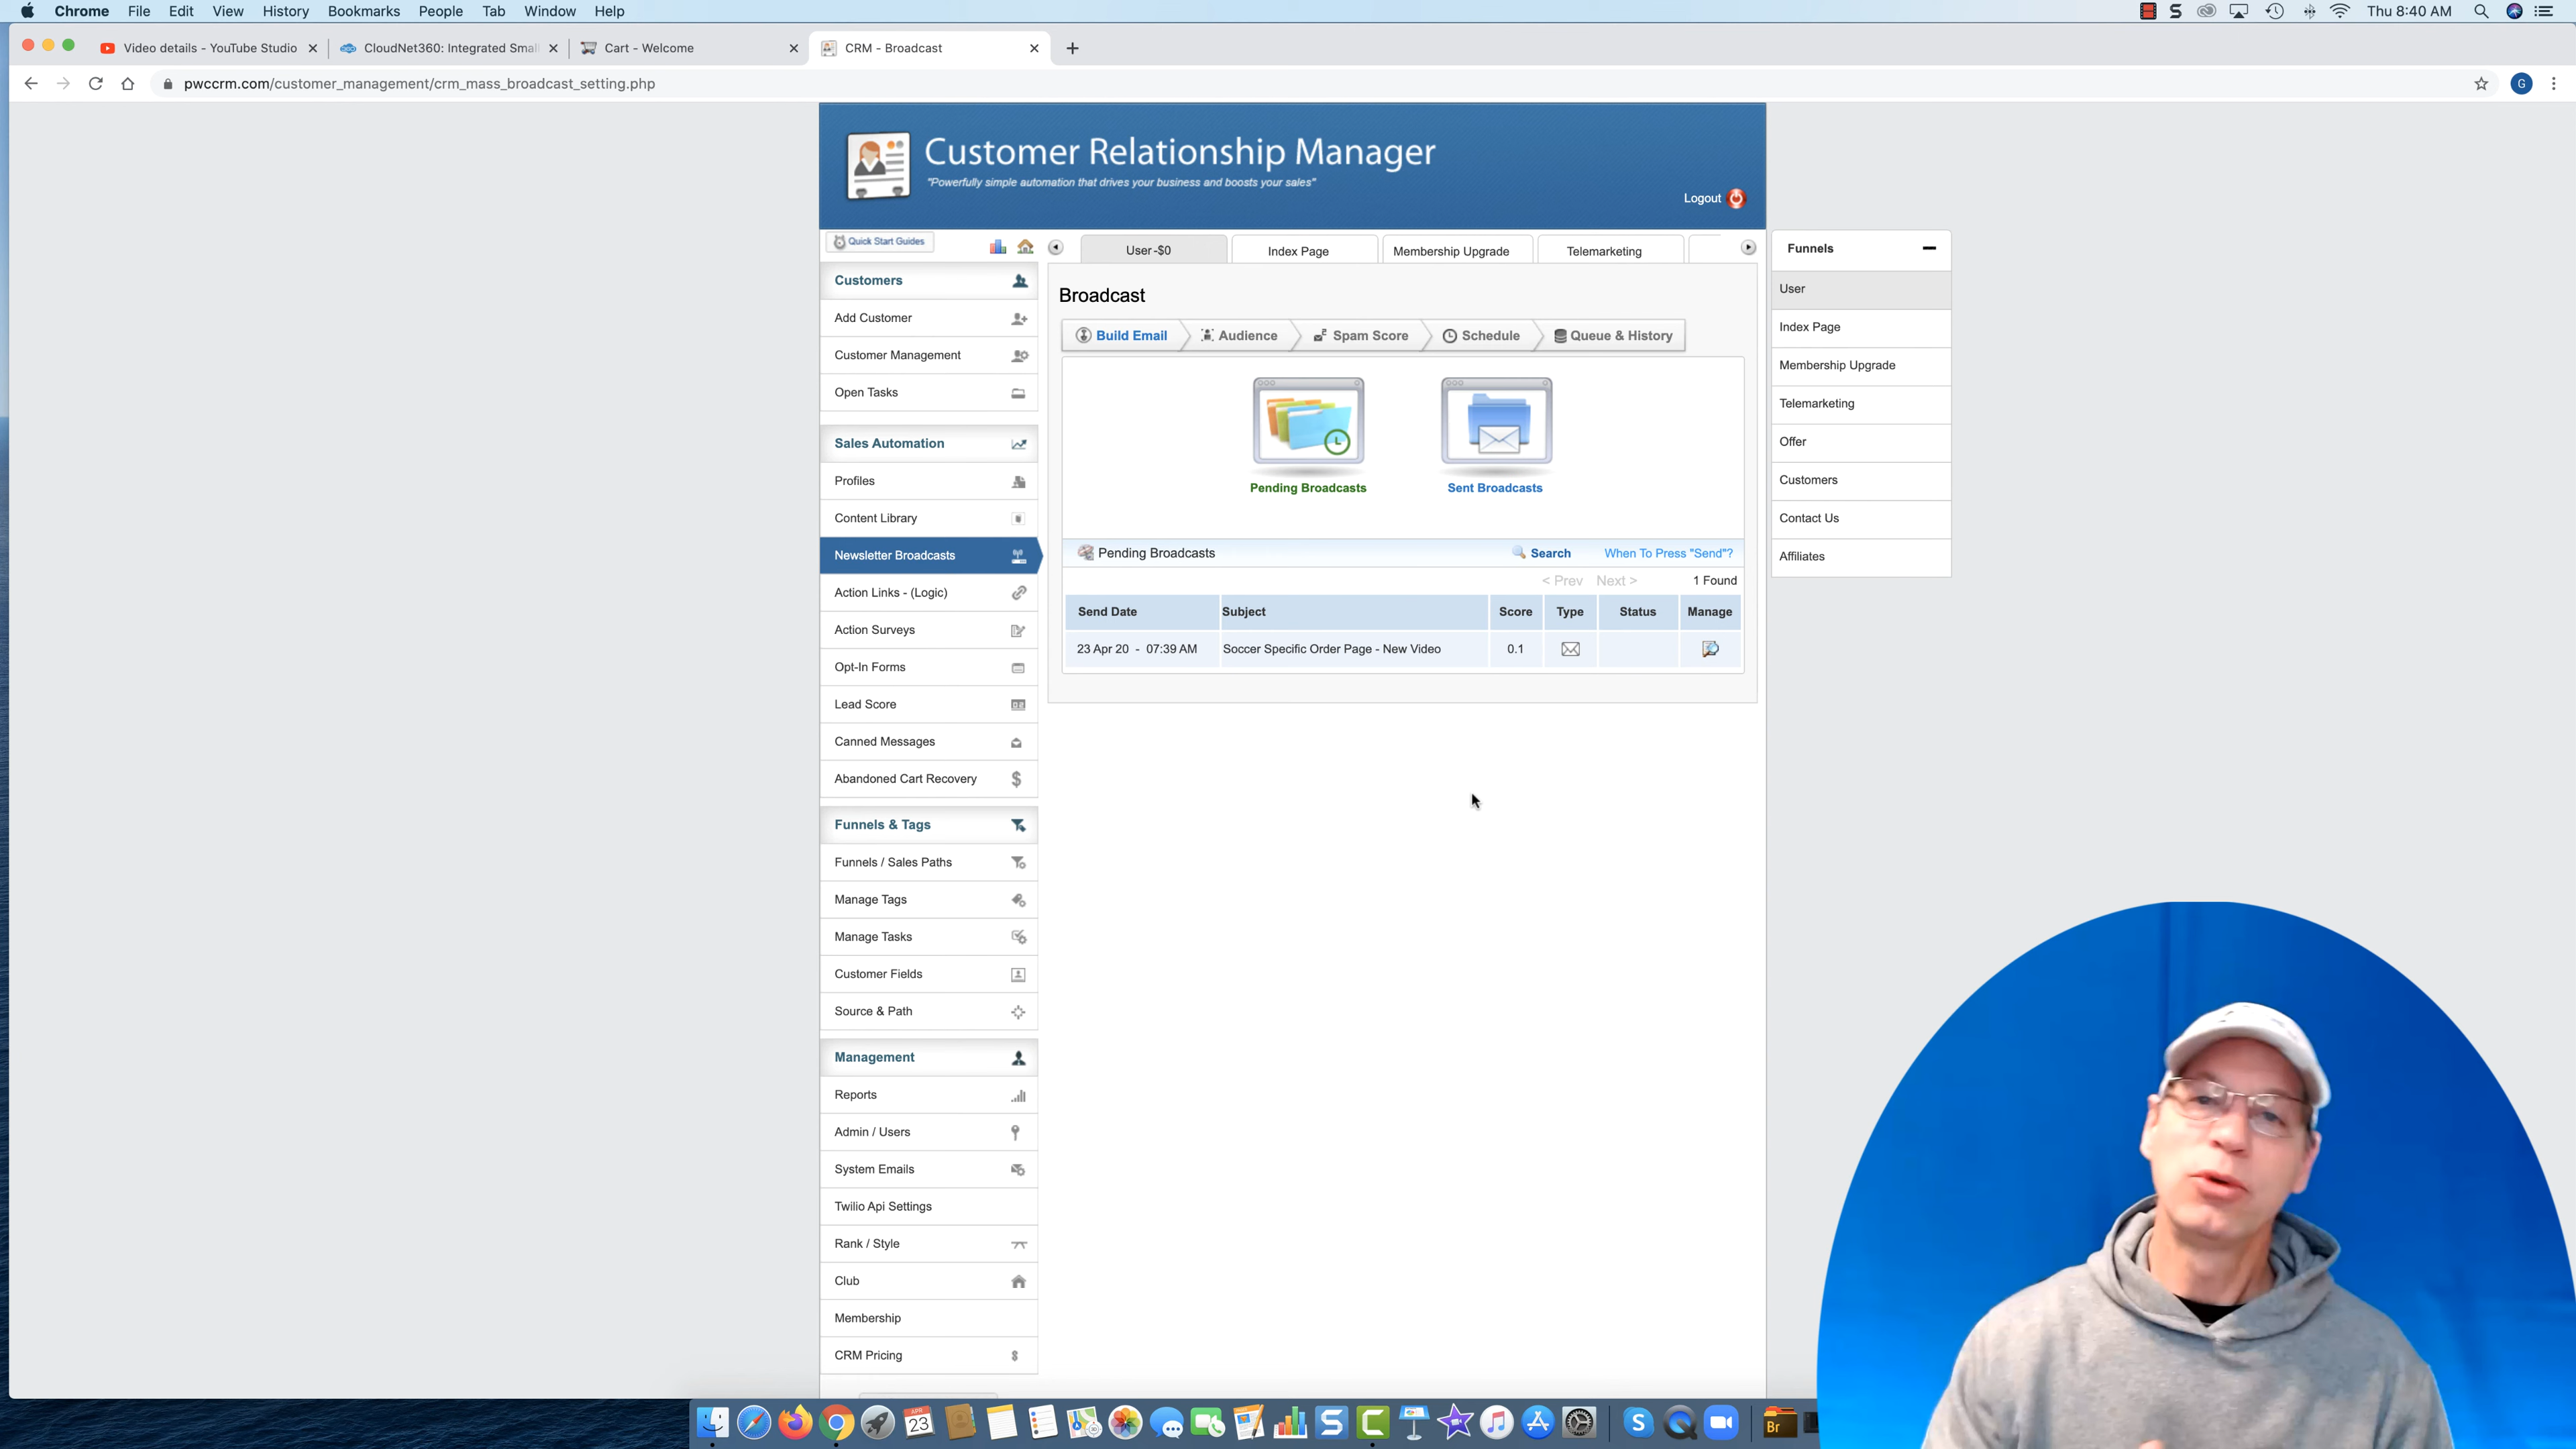 Chrome File Edit View History Bookmarks People Tab Window Help
Thu 8:40 AM
Video details - YouTube Studio
CloudNet360: Integrated Smal
Cart - Welcome
CRM - Broadcast
pwccrm.com/customer_management/crm_mass_broadcast_setting.php
G
Customer Relationship Manager
"Powerfully simple automation that drives your business and boosts your sales"
Logout
Quick Start Guides
User -$0
Index Page
Membership Upgrade
Telemarketing
Customers
Add Customer
Customer Management
Open Tasks
Sales Automation
Profiles
Content Library
Newsletter Broadcasts
Action Links - (Logic)
Action Surveys
Opt-In Forms
Lead Score
Canned Messages
Abandoned Cart Recovery
Funnels & Tags
Funnels / Sales Paths
Manage Tags
Manage Tasks
Customer Fields
Source & Path
Management
Reports
Admin / Users
System Emails
Twilio Api Settings
Rank / Style
Club
Membership
CRM Pricing
Broadcast
Build Email
Audience
Spam Score
Schedule
Queue & History
Pending Broadcasts
Sent Broadcasts
Pending Broadcasts
Search
When To Press "Send"?
< Prev Next >
1 Found
Send Date Subject Score Type Status Manage
23 Apr 20 - 07:39 AM Soccer Specific Order Page - New Video 0.1
Funnels
User
Index Page
Membership Upgrade
Telemarketing
Offer
Customers
Contact Us
Affiliates
APR
23
Br